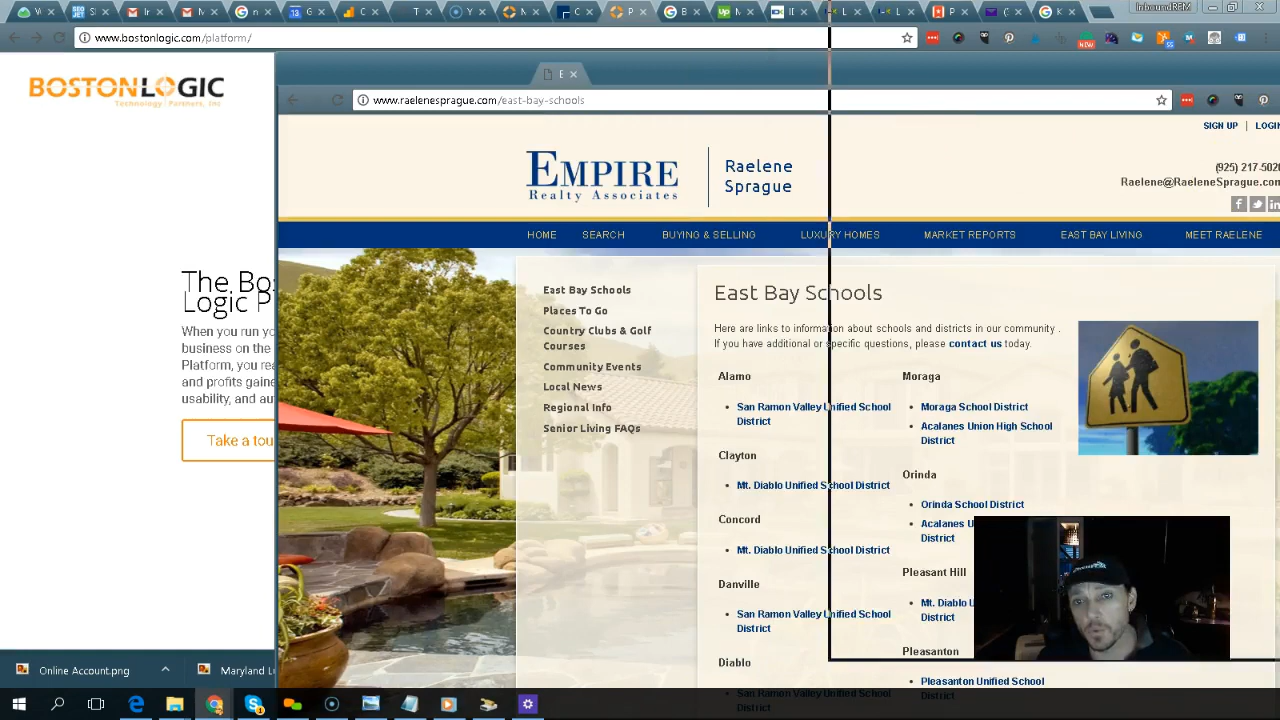 InboundREM
www.bostonlogic.com/platform/
NEW
BOSTONLOGIC
Technology Partners, Inc
The Bos
Logic P
When you run you
business on the
Platform, you rea
and profits gaine
usability, and au
Take a tou
www.raelenesprague.com/east-bay-schools
SIGN UP | LOGIN
EMPIRE
Realty Associates
Raelene
Sprague
(925) 217-5020
Raelene@RaeleneSprague.com
HOME SEARCH BUYING & SELLING LUXURY HOMES MARKET REPORTS EAST BAY LIVING MEET RAELENE
East Bay Schools
Places To Go
Country Clubs & Golf
Courses
Community Events
Local News
Regional Info
Senior Living FAQs
East Bay Schools
Here are links to information about schools and districts in our community .
If you have additional or specific questions, please contact us today.
Alamo
San Ramon Valley Unified School
District
Clayton
Mt. Diablo Unified School District
Concord
Mt. Diablo Unified School District
Danville
San Ramon Valley Unified School
District
Diablo
San Ramon Valley Unified School
District
Moraga
Moraga School District
Acalanes Union High School
District
Orinda
Orinda School District
Acalanes U
District
Pleasant Hill
Mt. Diablo U
District
Pleasanton
Pleasanton Unified School
District
Online Account.png
Maryland Lu